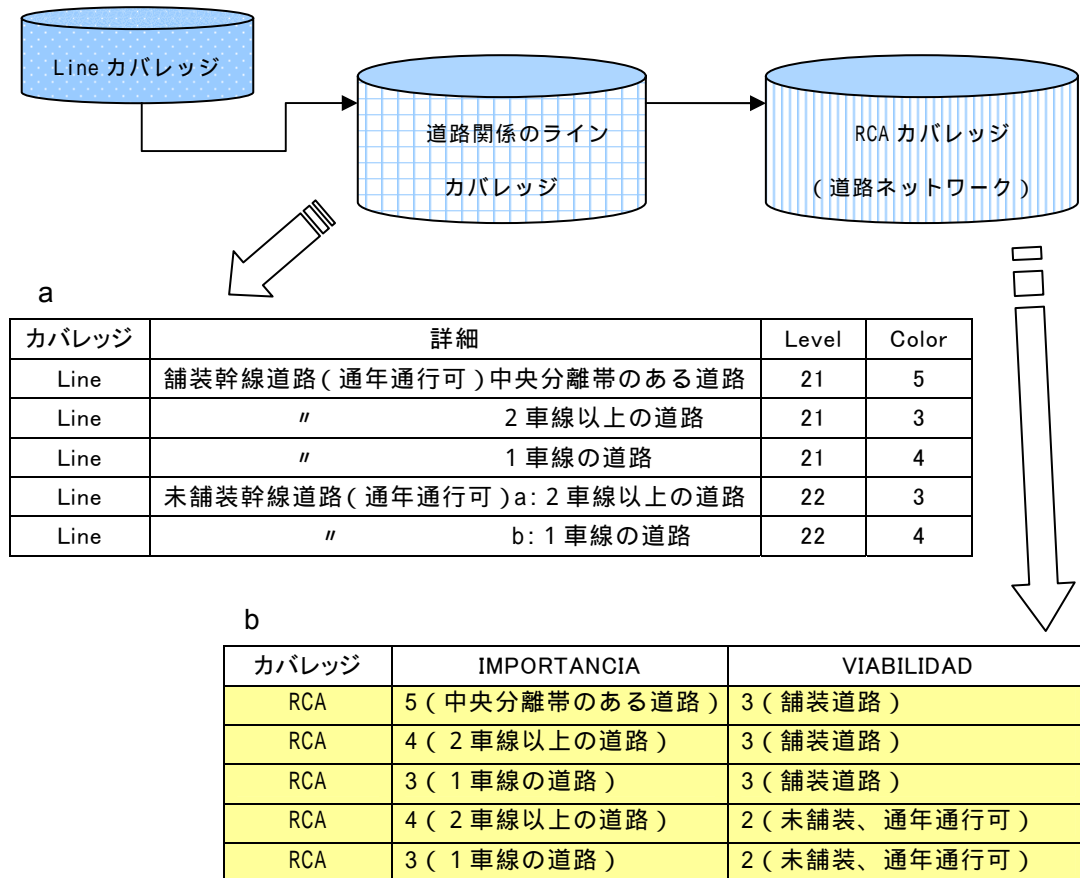 Line カバレッジ
道路関係のライン
カバレッジ
RCA カバレッジ
(道路ネットワーク)
a
カバレッジ 詳細 Level Color
Line 舗装幹線道路(通年通行可)中央分離帯のある道路 21 5
Line 〃 2車線以上の道路 21 3
Line 〃 1車線の道路 21 4
Line 未舗装幹線道路(通年通行可)a:2車線以上の道路 22 3
Line 〃 b:1車線の道路 22 4
b
カバレッジ IMPORTANCIA VIABILIDAD
RCA 5(中央分離帯のある道路) 3(舗装道路)
RCA 4(2車線以上の道路) 3(舗装道路)
RCA 3(1車線の道路) 3(舗装道路)
RCA 4(2車線以上の道路) 2(未舗装、通年通行可)
RCA 3(1車線の道路) 2(未舗装、通年通行可)